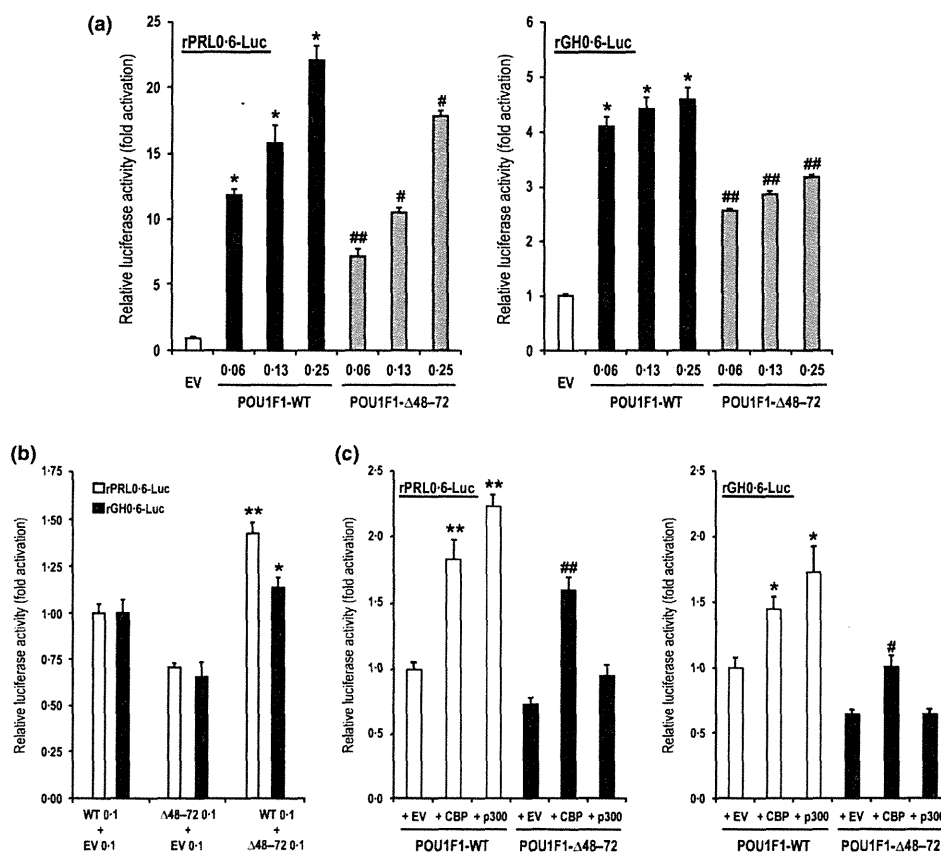 (a)
rPRL0·6-Luc
Relative luciferase activity (fold activation)
25
20
15
10
5
0
*
*
*
##
#
#
EV
0·06 0·13 0·25
0·06 0·13 0·25
POU1F1-WT
POU1F1-Δ48–72
rGH0·6-Luc
Relative luciferase activity (fold activation)
6
5
4
3
2
1
0
*
*
*
##
##
##
EV
0·06 0·13 0·25
0·06 0·13 0·25
POU1F1-WT
POU1F1-Δ48–72
(b)
Relative luciferase activity (fold activation)
1·75
1·50
1·25
1·00
0·75
0·50
0·25
0·00
rPRL0·6-Luc
rGH0·6-Luc
**
*
WT 0·1
+
EV 0·1
Δ48–72 0·1
+
EV 0·1
WT 0·1
+
Δ48–72 0·1
(c)
rPRL0·6-Luc
Relative luciferase activity (fold activation)
2·5
2·0
1·5
1·0
0·5
0·0
**
**
##
+ EV + CBP + p300
+ EV + CBP + p300
POU1F1-WT
POU1F1-Δ48–72
rGH0·6-Luc
Relative luciferase activity (fold activation)
2·5
2·0
1·5
1·0
0·5
0·0
*
*
#
+ EV + CBP + p300
+ EV + CBP + p300
POU1F1-WT
POU1F1-Δ48–72